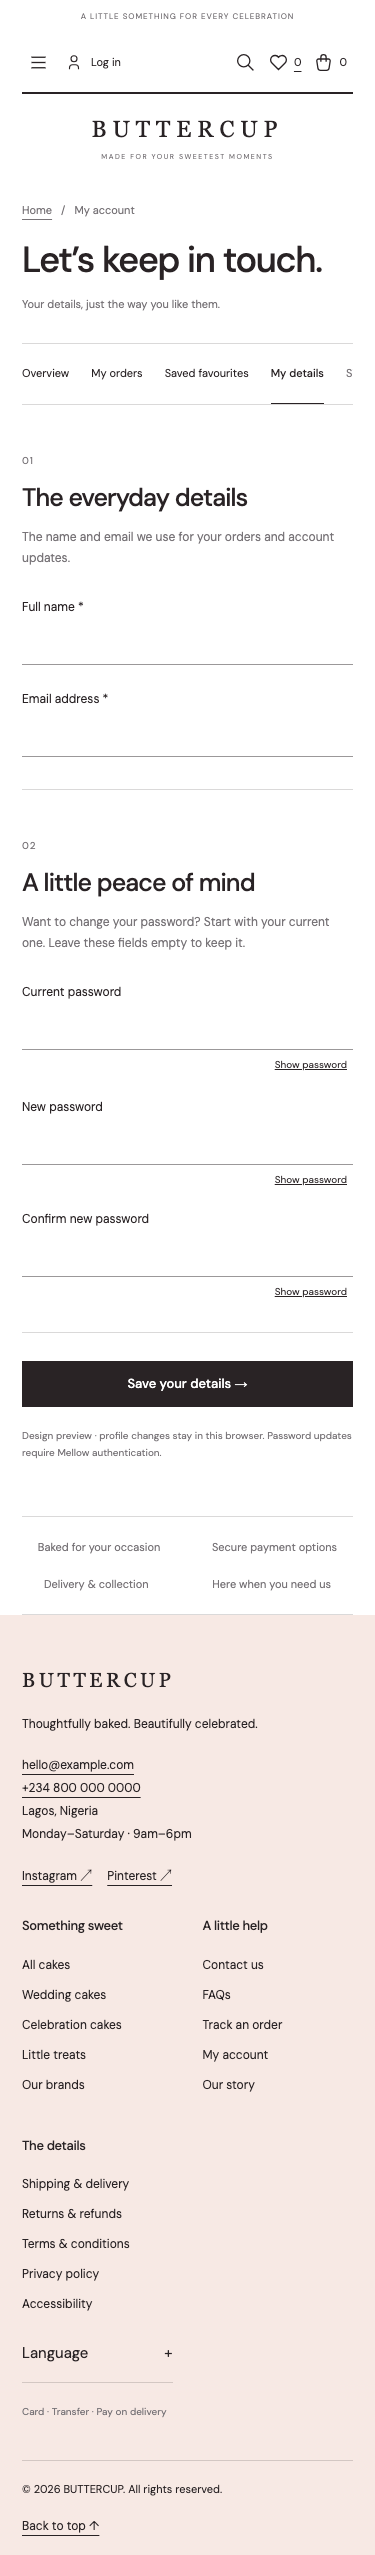 A LITTLE SOMETHING FOR EVERY CELEBRATION
Log in
0
0
BUTTERCUP
MADE FOR YOUR SWEETEST MOMENTS
Home / My account
Let’s keep in touch.
Your details, just the way you like them.
Overview My orders Saved favourites My details S
01
The everyday details
The name and email we use for your orders and account
updates.
Full name *
Email address *
02
A little peace of mind
Want to change your password? Start with your current
one. Leave these fields empty to keep it.
Current password
Show password
New password
Show password
Confirm new password
Show password
Save your details →
Design preview · profile changes stay in this browser. Password updates
require Mellow authentication.
Baked for your occasion Secure payment options
Delivery & collection Here when you need us
BUTTERCUP
Thoughtfully baked. Beautifully celebrated.
hello@example.com
+234 800 000 0000
Lagos, Nigeria
Monday–Saturday · 9am–6pm
Instagram ↗ Pinterest ↗
Something sweet
All cakes
Wedding cakes
Celebration cakes
Little treats
Our brands
A little help
Contact us
FAQs
Track an order
My account
Our story
The details
Shipping & delivery
Returns & refunds
Terms & conditions
Privacy policy
Accessibility
Language +
Card · Transfer · Pay on delivery
© 2026 BUTTERCUP. All rights reserved.
Back to top ↑